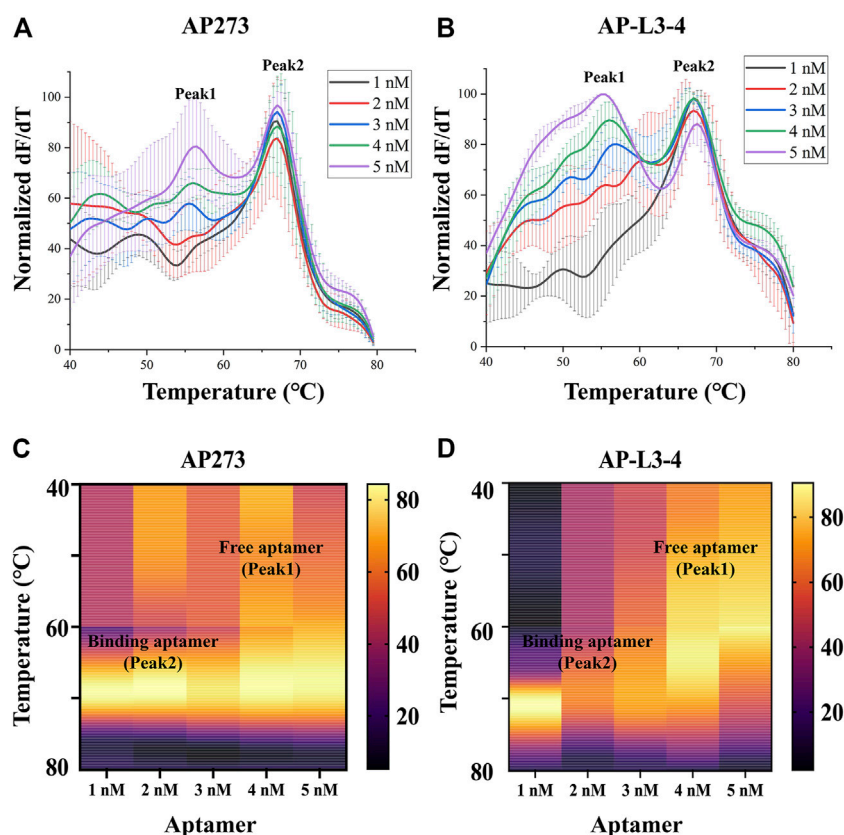 A
AP273
Peak1
Peak2
1 nM
2 nM
3 nM
4 nM
5 nM
Normalized dF/dT
100
80
60
40
20
0
40
50
60
70
80
Temperature (℃)
B
AP-L3-4
Peak1
Peak2
1 nM
2 nM
3 nM
4 nM
5 nM
Normalized dF/dT
100
80
60
40
20
0
40
50
60
70
80
Temperature (℃)
C
AP273
Temperature (℃)
40
60
80
Free aptamer
(Peak1)
Binding aptamer
(Peak2)
80
60
40
20
1 nM 2 nM 3 nM 4 nM 5 nM
Aptamer
D
AP-L3-4
Temperature (℃)
40
60
80
Free aptamer
(Peak1)
Binding aptamer
(Peak2)
80
60
40
20
1 nM 2 nM 3 nM 4 nM 5 nM
Aptamer